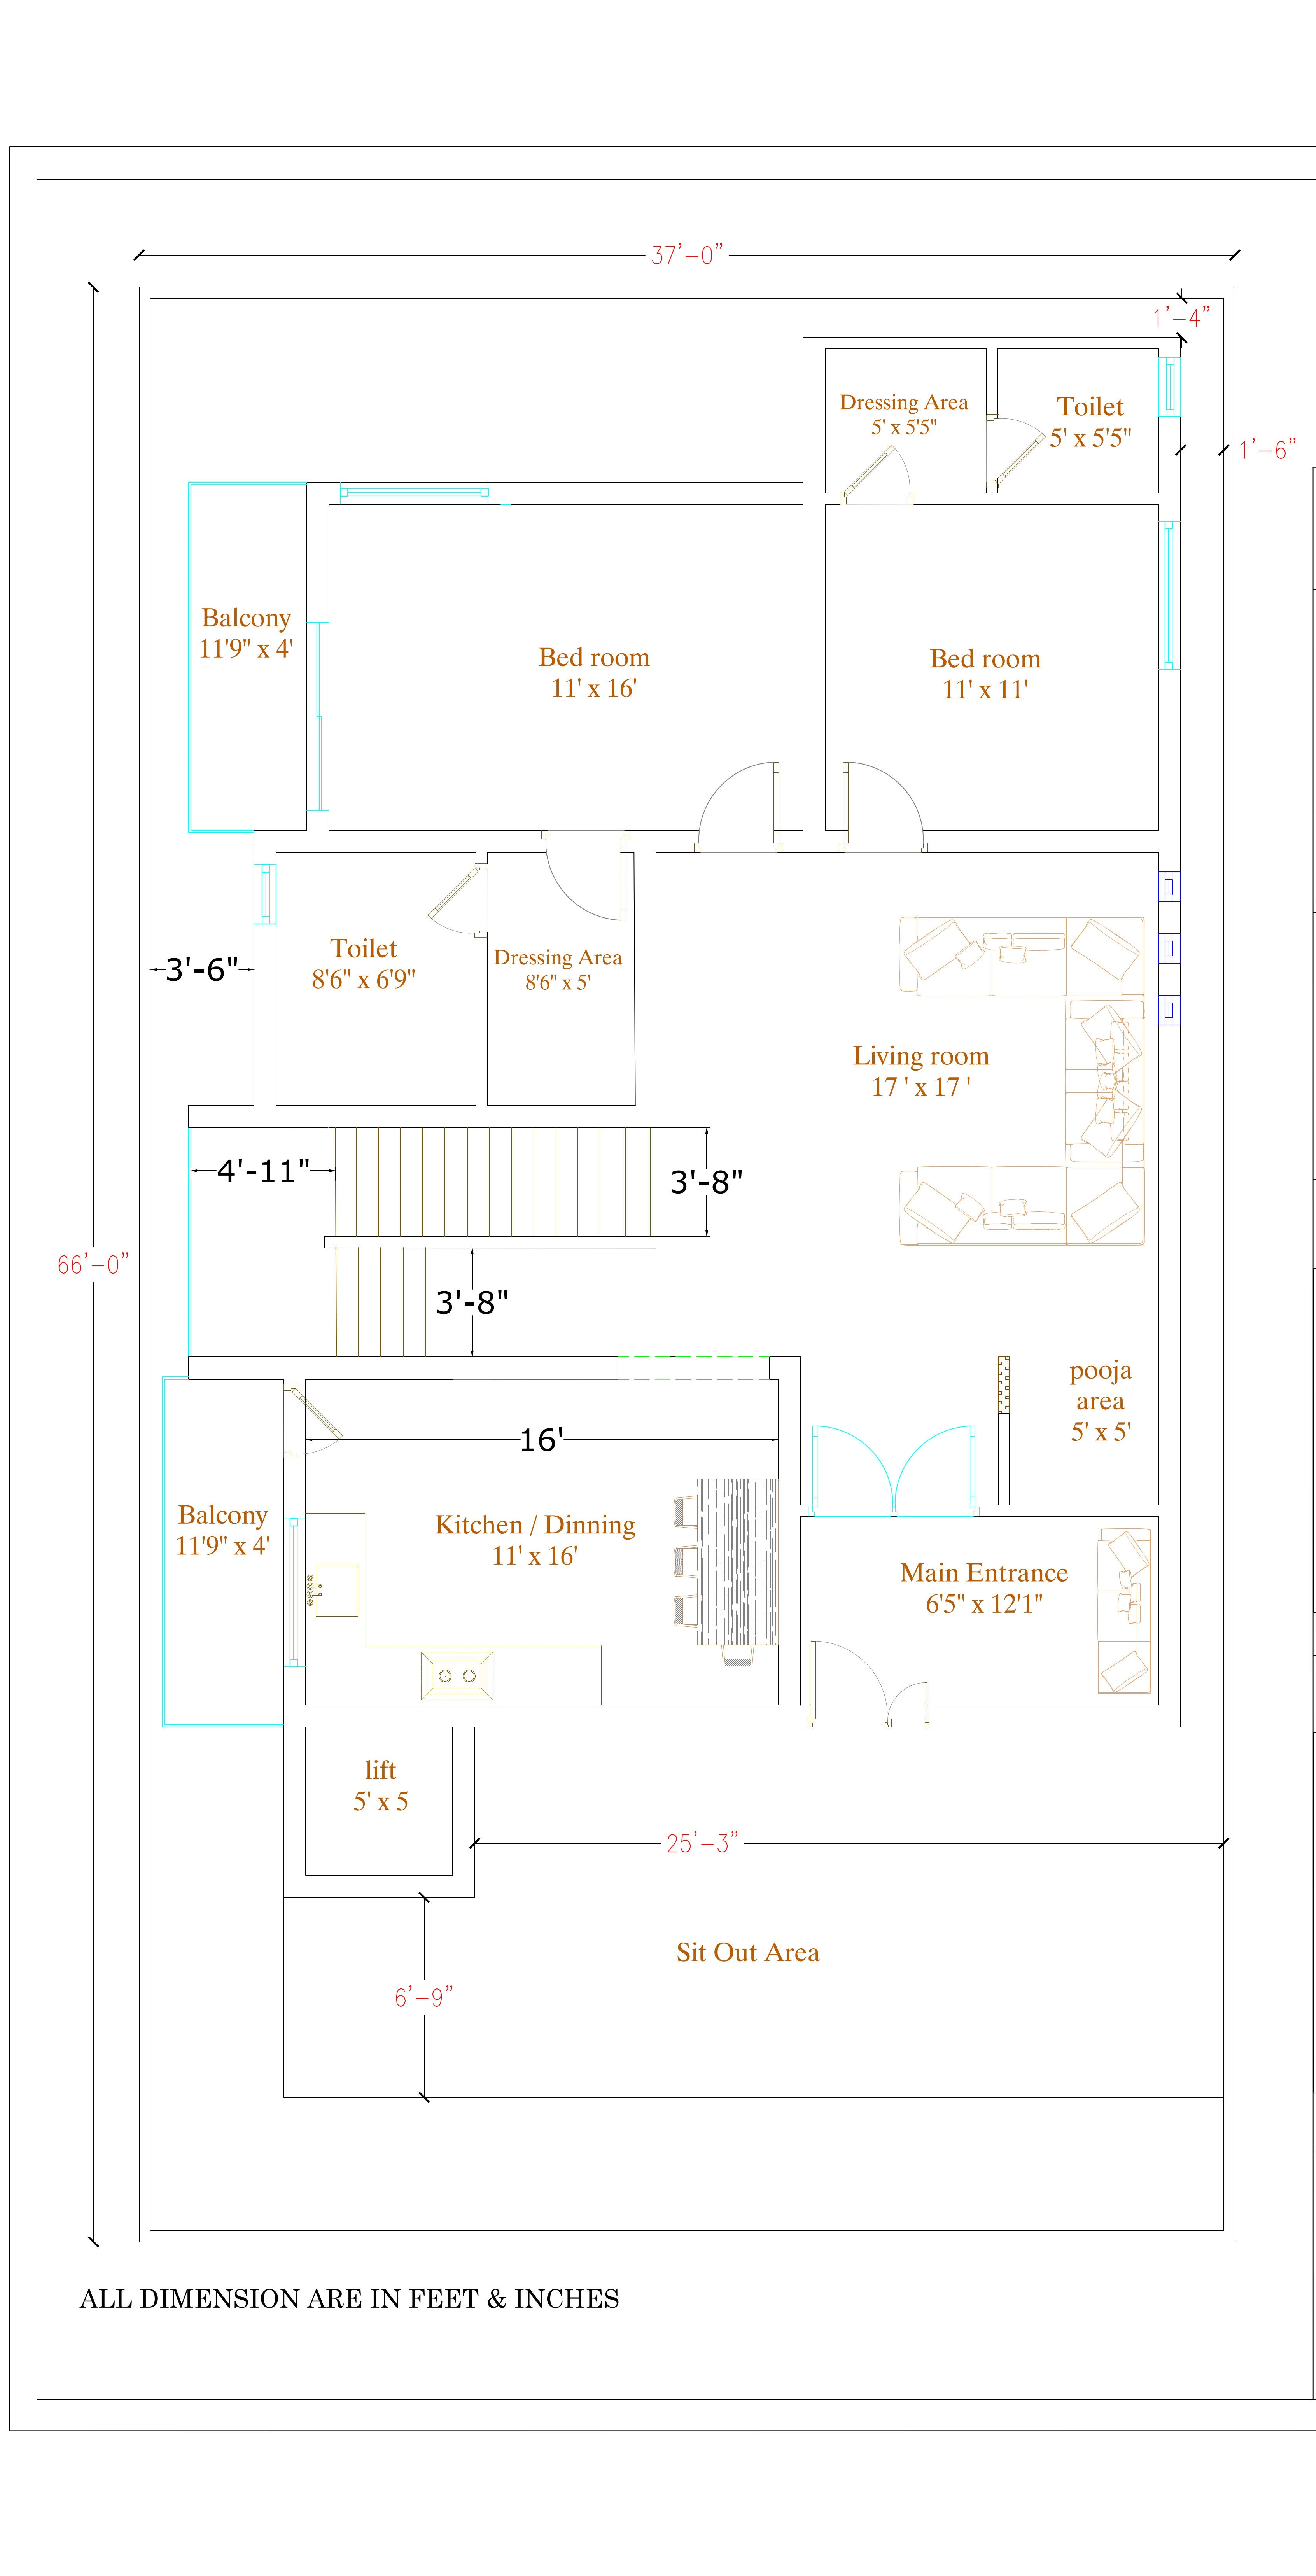 37'-0"
1'-4"
Dressing Area
5' x 5'5"
Toilet
5' x 5'5"
1'-6"
Balcony
11'9" x 4'
Bed room
11' x 16'
Bed room
11' x 11'
Toilet
8'6" x 6'9"
Dressing Area
8'6" x 5'
3'-6"
Living room
17 ' x 17 '
4'-11"
3'-8"
66'-0"
3'-8"
pooja
area
5' x 5'
16'
Balcony
11'9" x 4'
Kitchen / Dinning
11' x 16'
Main Entrance
6'5" x 12'1"
lift
5' x 5
25'-3"
Sit Out Area
6'-9"
ALL DIMENSION ARE IN FEET & INCHES